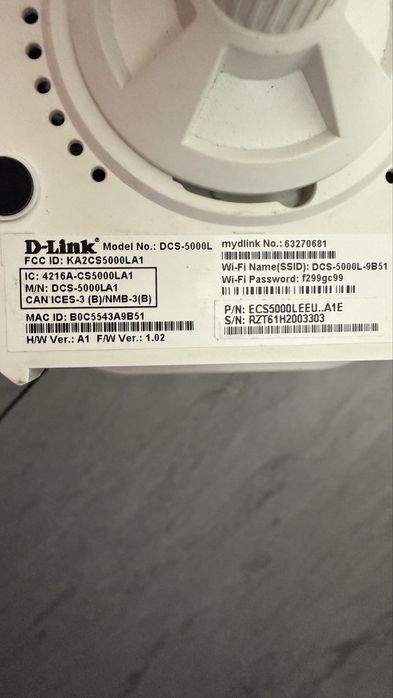 D-Link Model No.: DCS-5000L
FCC ID: KA2CS5000LA1
IC: 4216A-CS5000LA1
M/N: DCS-5000LA1
CAN ICES-3 (B)/NMB-3(B)
MAC ID: B0C5543A9B51
H/W Ver.: A1 F/W Ver.: 1.02
mydlink No.: 63270681
Wi-Fi Name(SSID): DCS-5000L-9B51
Wi-Fi Password: f299gc99
P/N: ECS5000LEEU..A1E
S/N: RZT61H2003303